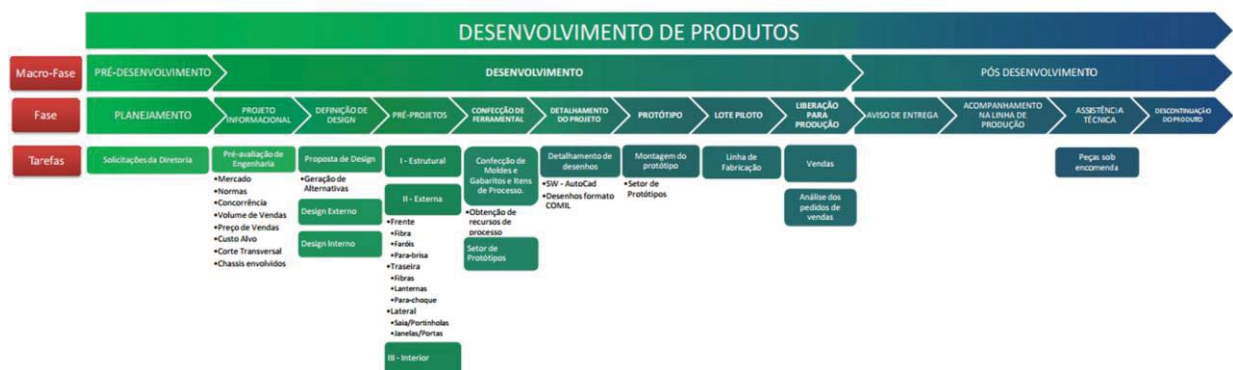 DESENVOLVIMENTO DE PRODUTOS
Macro-Fase
PRÉ-DESENVOLVIMENTO
DESENVOLVIMENTO
PÓS DESENVOLVIMENTO
Fase
PLANEJAMENTO
PROJETO
INFORMACIONAL
DEFINIÇÃO DE
DESIGN
PRÉ-PROJETOS
CONFECÇÃO DE
FERRAMENTAL
DETALHAMENTO
DO PROJETO
PROTÓTIPO
LOTE PILOTO
LIBERAÇÃO
PARA
PRODUÇÃO
AVISO DE ENTREGA
ACOMPANHAMENTO
NA LINHA DE
PRODUÇÃO
ASSISTÊNCIA
TÉCNICA
DESCONTINUAÇÃO
DO PRODUTO
Tarefas
Solicitações da Diretoria
Pré-avaliação de
Engenharia
•Mercado
•Normas
•Concorrência
•Volume de Vendas
•Preço de Vendas
•Custo Alvo
•Corte Transversal
•Chassis envolvidos
Proposta de Design
•Geração de
Alternativas
Design Externo
Design Interno
I - Estrutural
II - Externa
•Frente
•Fibra
•Faróis
•Para-brisa
•Traseira
•Fibras
•Lanternas
•Para-choque
•Lateral
•Saia/Portinholas
•Janelas/Portas
III - Interior
Confecção de
Moldes e
Gabaritos e Itens
de Processo.
•Obtenção de
recursos de
processo
Setor de
Protótipos
Detalhamento de
desenhos
•SW - AutoCad
•Desenhos formato
COMIL
Montagem do
protótipo
•Setor de
Protótipos
Linha de
Fabricação
Vendas
Análise dos
pedidos de
vendas
Peças sob
encomenda